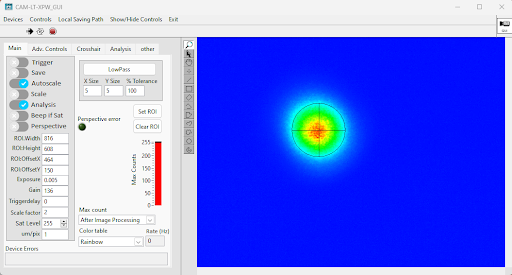 CAM-LT-XPW_GUI
Devices Controls Local Saving Path Show/Hide Controls Exit
Main Adv. Controls Crosshair Analysis other
Trigger
Save
Autoscale
Scale
Analysis
Beep if Sat
Perspective
ROI:Width 816
ROI:Height 608
ROI:OffsetX 464
ROI:OffsetY 150
Exposure 0.005
Gain 136
Triggerdelay 0
Scale factor 2
Sat Level 255
um/pix 1
Device Errors
LowPass
X Size Y Size % Tolerance
5 5 100
Set ROI
Perspective error
Clear ROI
Max Counts
255
200
150
100
50
0
Max count
After Image Processing
Color table Rate (Hz)
Rainbow 0